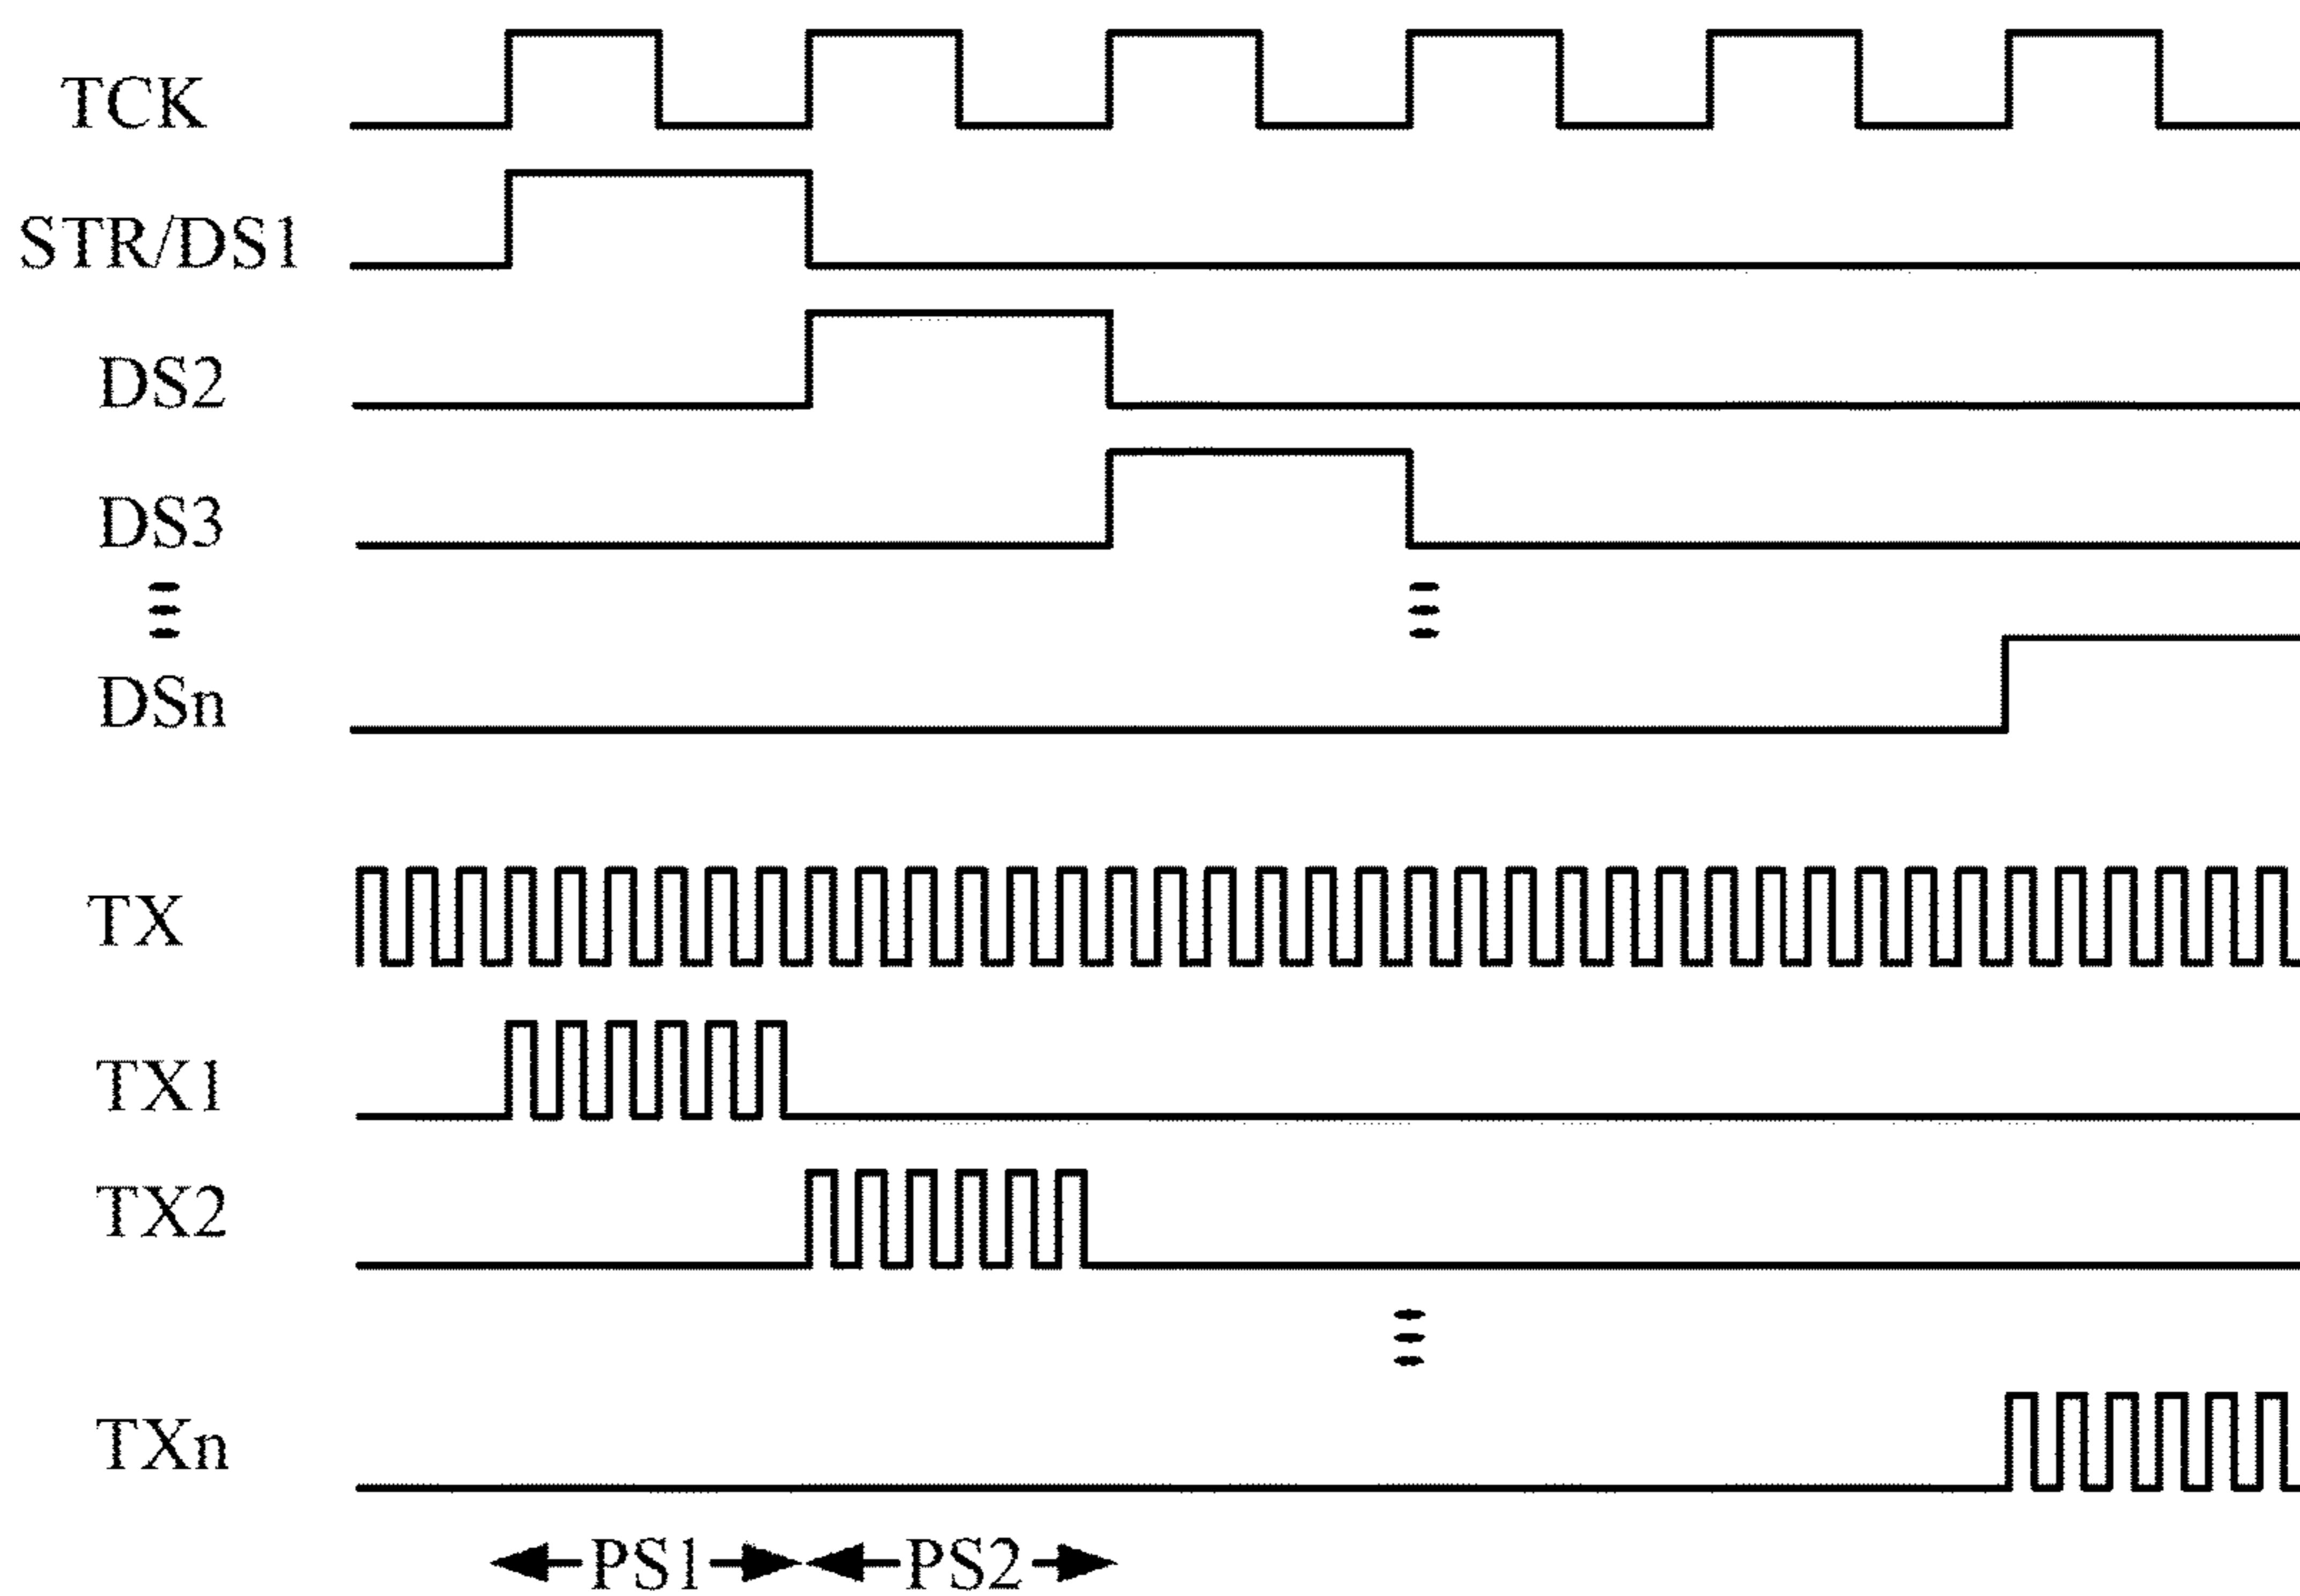 TCK
STR/DS1
DS2
DS3
DSn
TX
TX1
TX2
TXn
PS1 PS2